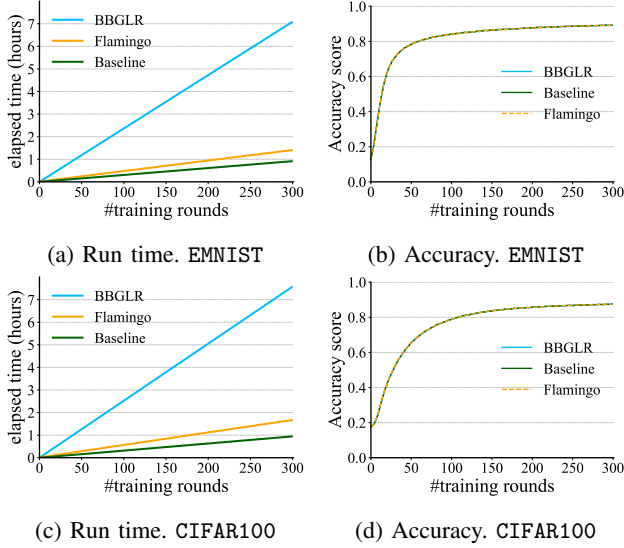 elapsed time (hours)
7
6
5
4
3
2
1
0
BBGLR
Flamingo
Baseline
0 50 100 150 200 250 300
#training rounds
(a) Run time. EMNIST
Accuracy score
1.0
0.8
0.6
0.4
0.2
0.0
BBGLR
Baseline
Flamingo
0 50 100 150 200 250 300
#training rounds
(b) Accuracy. EMNIST
elapsed time (hours)
7
6
5
4
3
2
1
0
BBGLR
Flamingo
Baseline
0 50 100 150 200 250 300
#training rounds
(c) Run time. CIFAR100
Accuracy score
1.0
0.8
0.6
0.4
0.2
0.0
BBGLR
Baseline
Flamingo
0 50 100 150 200 250 300
#training rounds
(d) Accuracy. CIFAR100